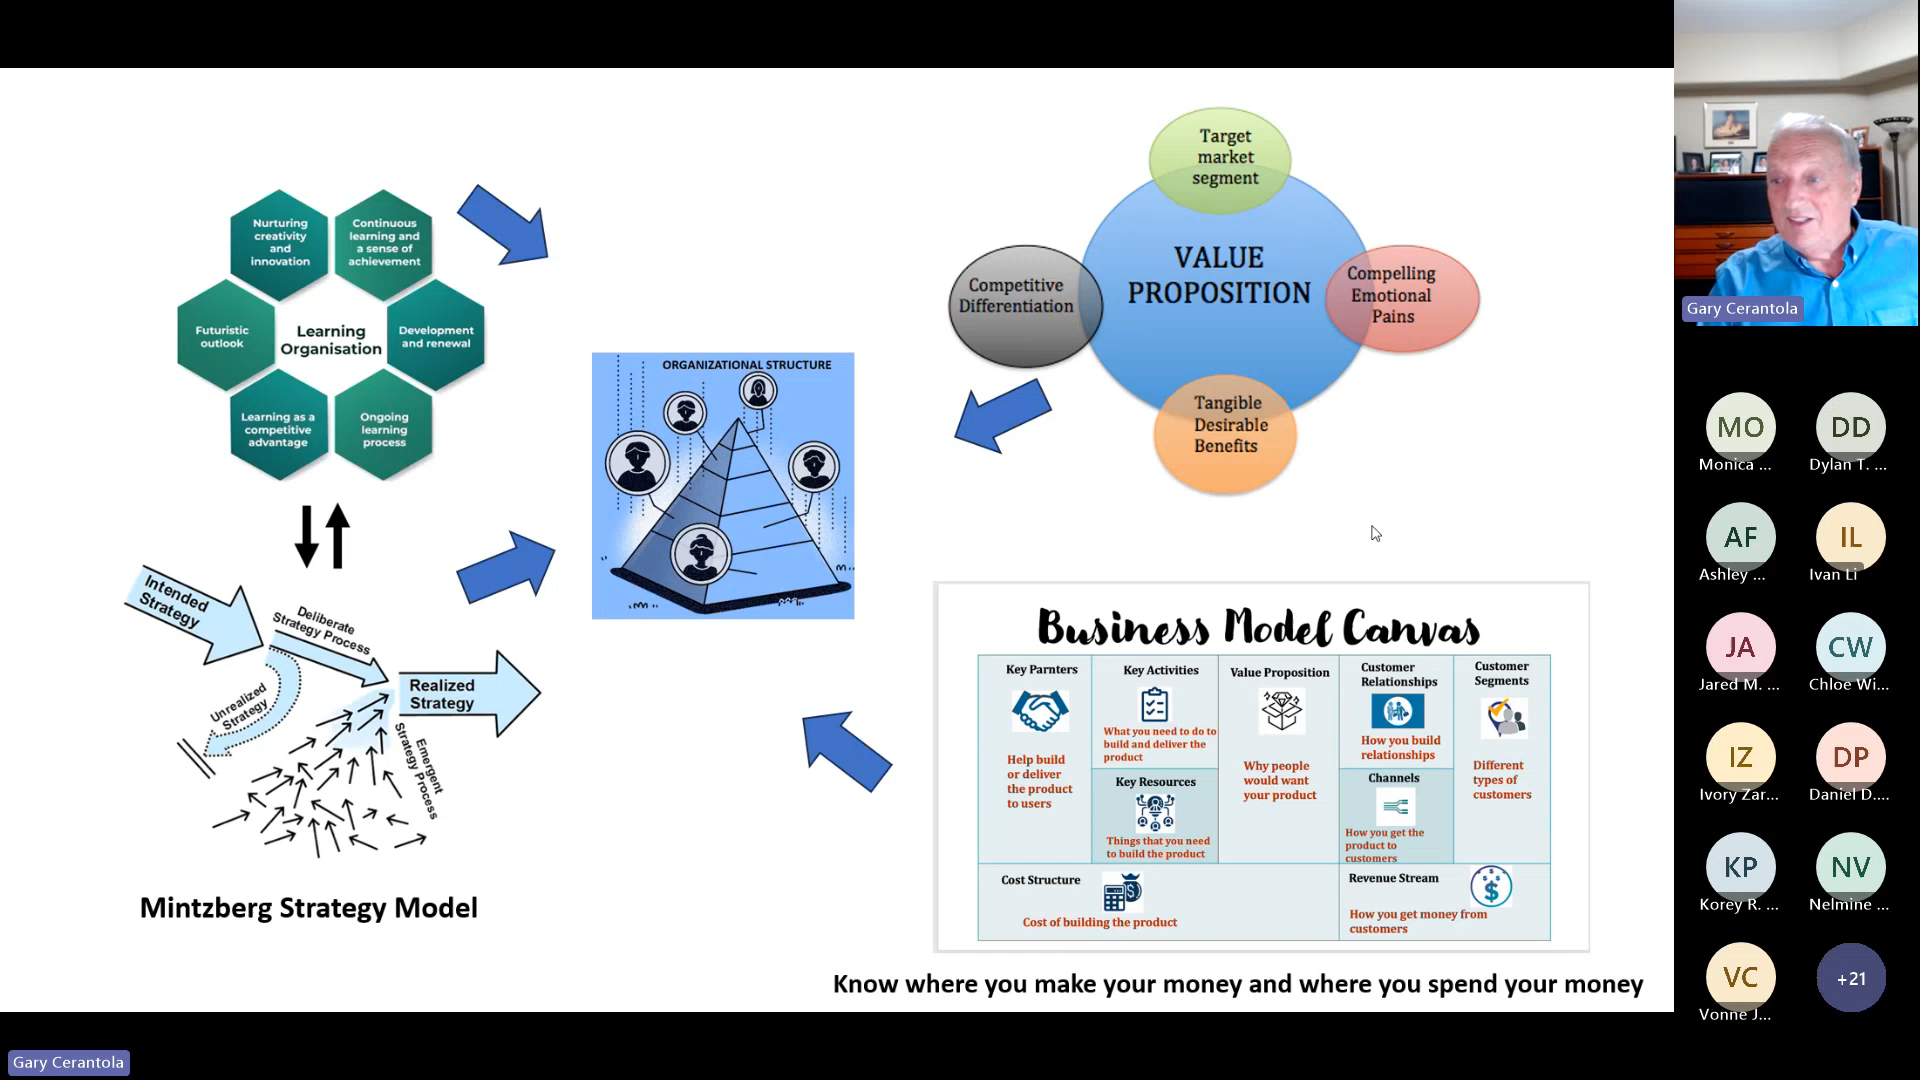 Nurturing
creativity
and
innovation
Continuous
learning and
a sense of
achievement
Futuristic
outlook
Learning
Organisation
Development
and renewal
Learning as a
competitive
advantage
Ongoing
learning
process
Intended
Strategy
Deliberate
Strategy Process
Unrealized
Strategy
Realized
Strategy
Emergent
Strategy Process
Mintzberg Strategy Model
ORGANIZATIONAL STRUCTURE
Target
market
segment
VALUE
PROPOSITION
Competitive
Differentiation
Compelling
Emotional
Pains
Tangible
Desirable
Benefits
Business Model Canvas
Key Parnters
Help build
or deliver
the product
to users
Key Activities
What you need to do to
build and deliver the
product
Key Resources
Things that you need
to build the product
Value Proposition
Why people
would want
your product
Customer
Relationships
How you build
relationships
Channels
How you get the
product to
customers
Customer
Segments
Different
types of
customers
Cost Structure
Cost of building the product
Revenue Stream
How you get money from
customers
Know where you make your money and where you spend your money
Gary Cerantola
MO
Monica ...
DD
Dylan T. ...
AF
Ashley ...
IL
Ivan Li
JA
Jared M. ...
CW
Chloe Wi...
IZ
Ivory Zar...
DP
Daniel D....
KP
Korey R. ...
NV
Nelmine ...
VC
Vonne J...
+21
Gary Cerantola